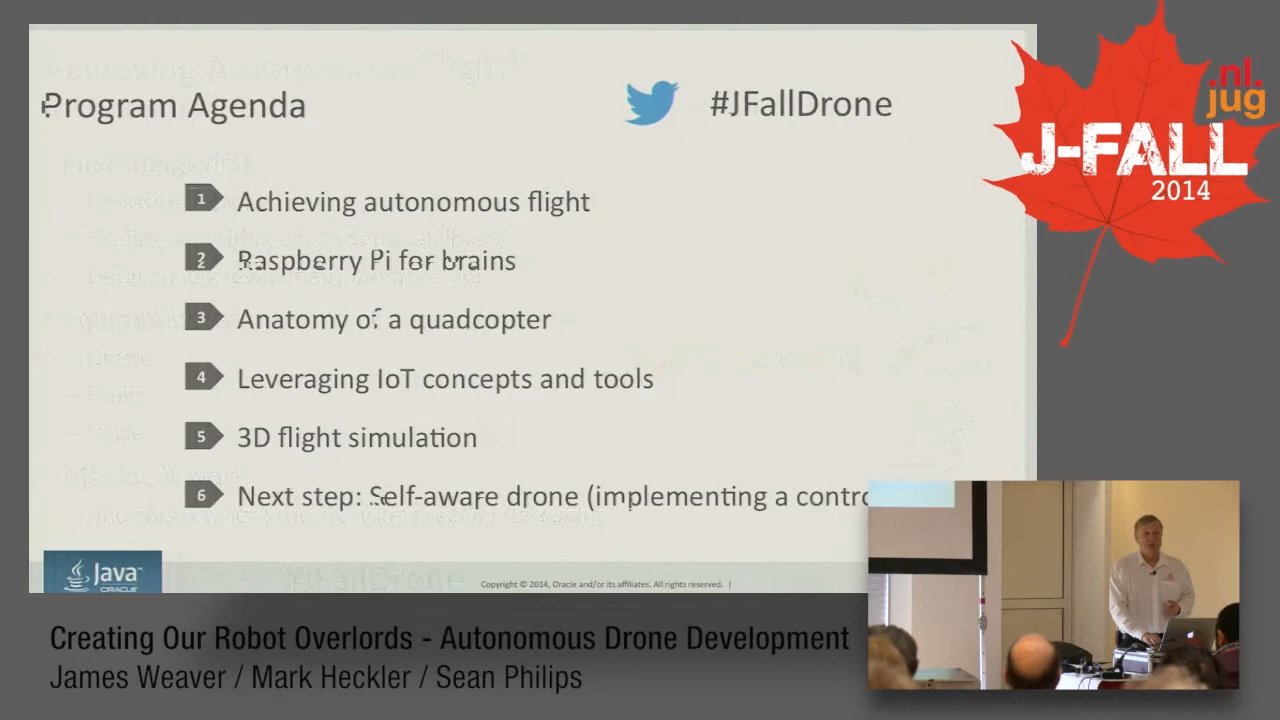 Program Agenda
#JFallDrone
1 Achieving autonomous flight
2 Raspberry Pi for brains
3 Anatomy of a quadcopter
4 Leveraging IoT concepts and tools
5 3D flight simulation
6 Next step: Self-aware drone (implementing a contro
Java
ORACLE
Copyright © 2014, Oracle and/or its affiliates. All rights reserved. |
.nl.
jug
J-FALL
2014
Creating Our Robot Overlords - Autonomous Drone Development
James Weaver / Mark Heckler / Sean Philips